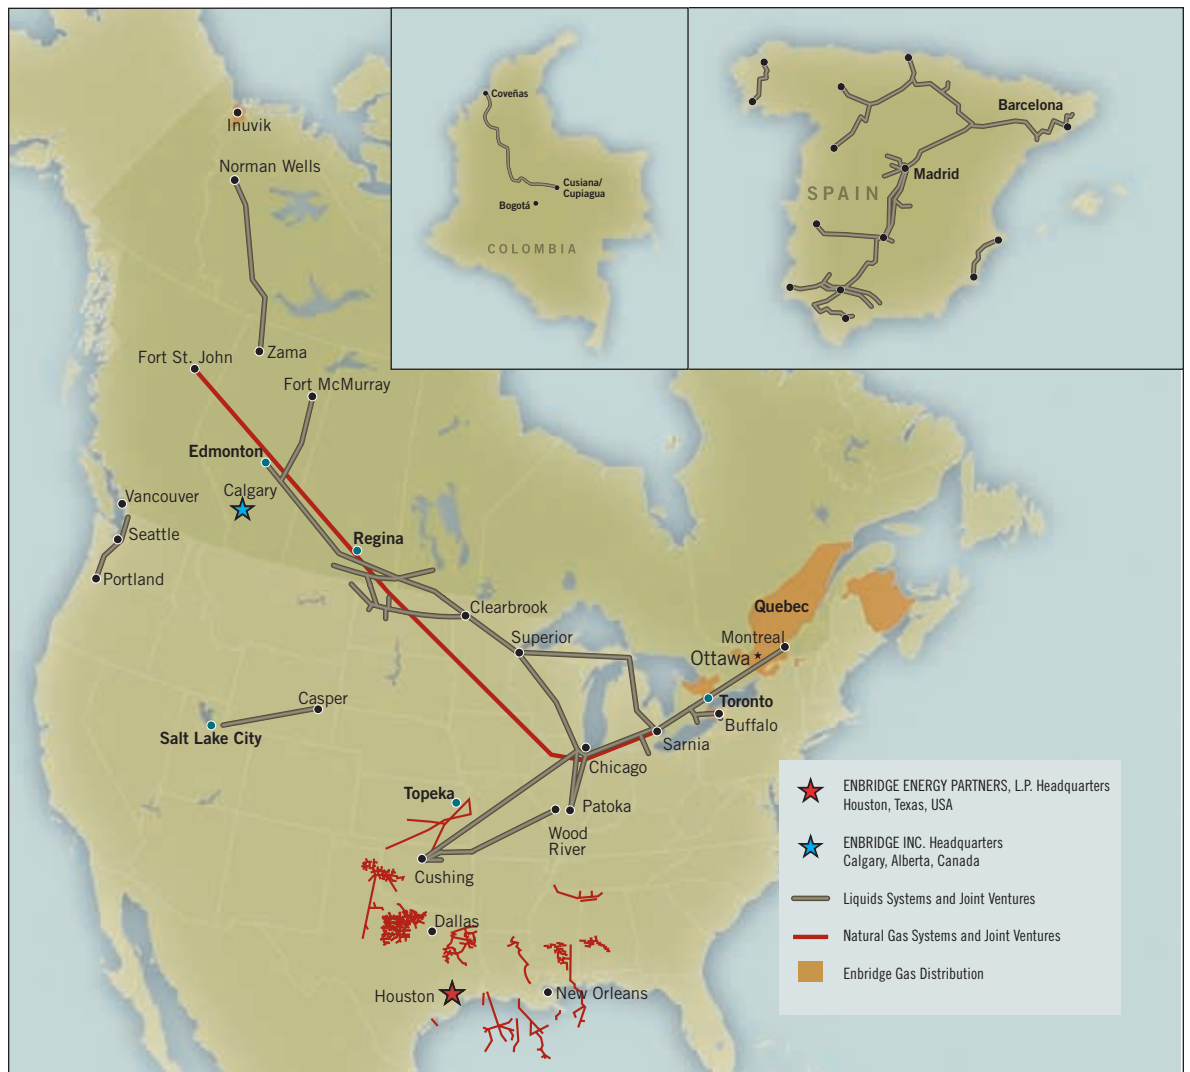 Inuvik
Norman Wells
Zama
Fort St. John
Fort McMurray
Edmonton
Calgary
Vancouver
Seattle
Portland
Regina
Clearbrook
Superior
Quebec
Montreal
Ottawa
Toronto
Buffalo
Sarnia
Casper
Salt Lake City
Chicago
Topeka
Patoka
Wood
River
Cushing
Dallas
Houston
New Orleans
Coveñas
Cusiana/
Cupiagua
Bogotá
COLOMBIA
Barcelona
Madrid
SPAIN
ENBRIDGE ENERGY PARTNERS, L.P. Headquarters
Houston, Texas, USA
ENBRIDGE INC. Headquarters
Calgary, Alberta, Canada
Liquids Systems and Joint Ventures
Natural Gas Systems and Joint Ventures
Enbridge Gas Distribution